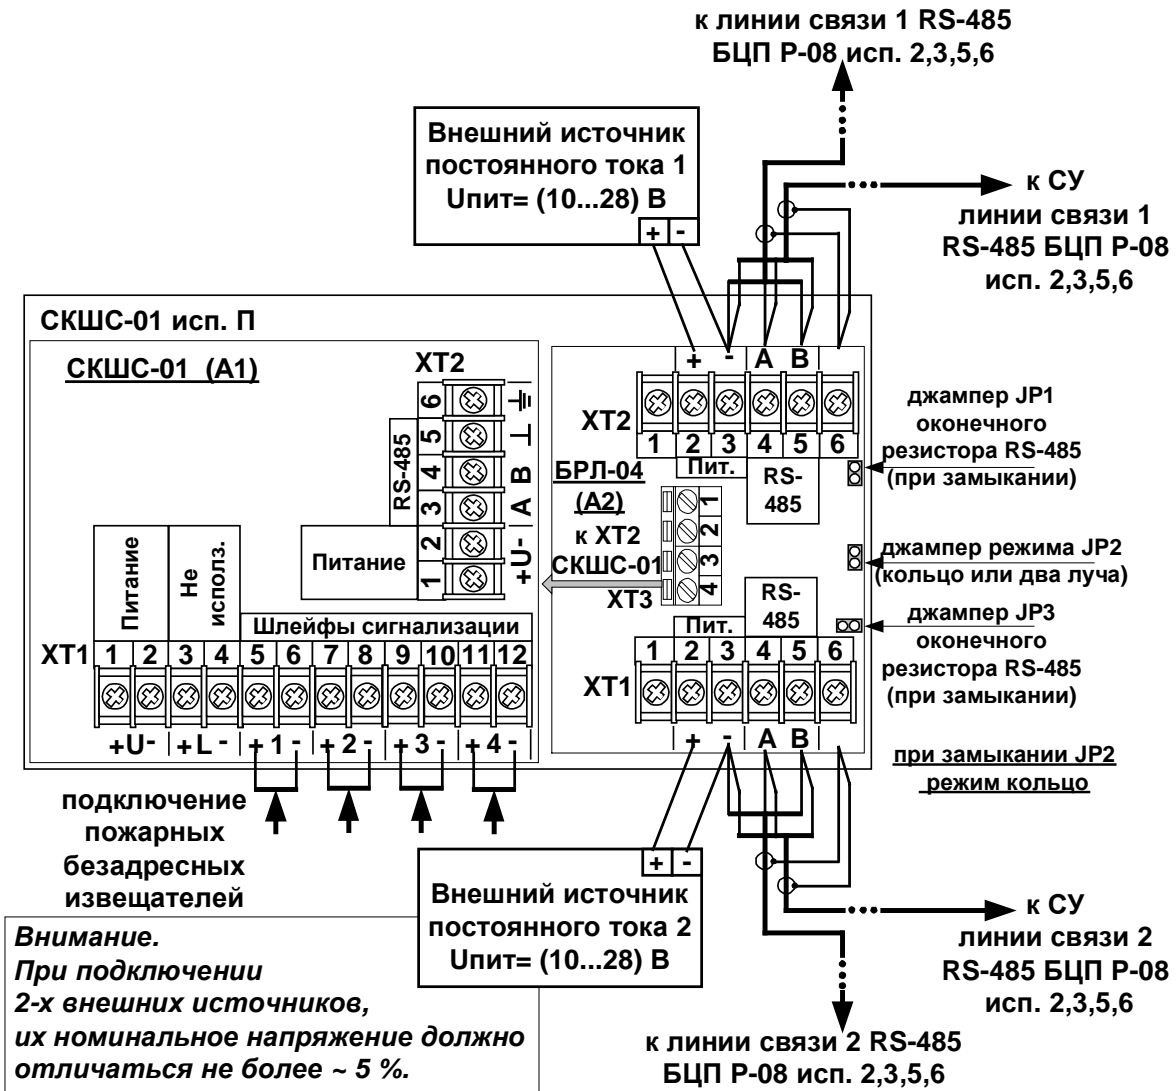 к линии связи 1 RS-485
БЦП Р-08 исп. 2,3,5,6
Внешний источник
постоянного тока 1
Uпит= (10...28) В
+ -
к СУ
линии связи 1
RS-485 БЦП Р-08
исп. 2,3,5,6
СКШС-01 исп. П
СКШС-01 (А1)
ХТ2
6
5
4
3
2
1
RS-485
А В
+U-
Питание
Питание
Не
использ.
Шлейфы сигнализации
ХТ1 1 2 3 4 5 6 7 8 9 10 11 12
+U- +L - + 1 - + 2 - + 3 - + 4 -
подключение
пожарных
безадресных
извещателей
+ - А В
ХТ2
1 2 3 4 5 6
Пит.
RS-
485
БРЛ-04
(А2)
к ХТ2
СКШС-01
ХТ3
1
2
3
4
RS-
485
Пит.
1 2 3 4 5 6
ХТ1
+ - А В
джампер JP1
оконечного
резистора RS-485
(при замыкании)
джампер режима JP2
(кольцо или два луча)
джампер JP3
оконечного
резистора RS-485
(при замыкании)
при замыкании JP2
режим кольцо
+ -
Внешний источник
постоянного тока 2
Uпит= (10...28) В
к СУ
линии связи 2
RS-485 БЦП Р-08
исп. 2,3,5,6
к линии связи 2 RS-485
БЦП Р-08 исп. 2,3,5,6
Внимание.
При подключении
2-х внешних источников,
их номинальное напряжение должно
отличаться не более ~ 5 %.